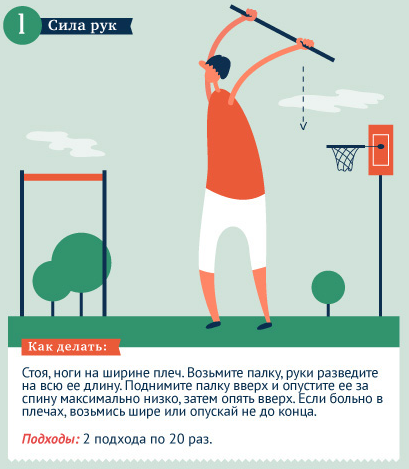 1 Сила рук
Как делать:
Стоя, ноги на ширине плеч. Возьмите палку, руки разведите
на всю ее длину. Поднимите палку вверх и опустите ее за
спину максимально низко, затем опять вверх. Если больно в
плечах, возьмись шире или опускай не до конца.
Подходы: 2 подхода по 20 раз.